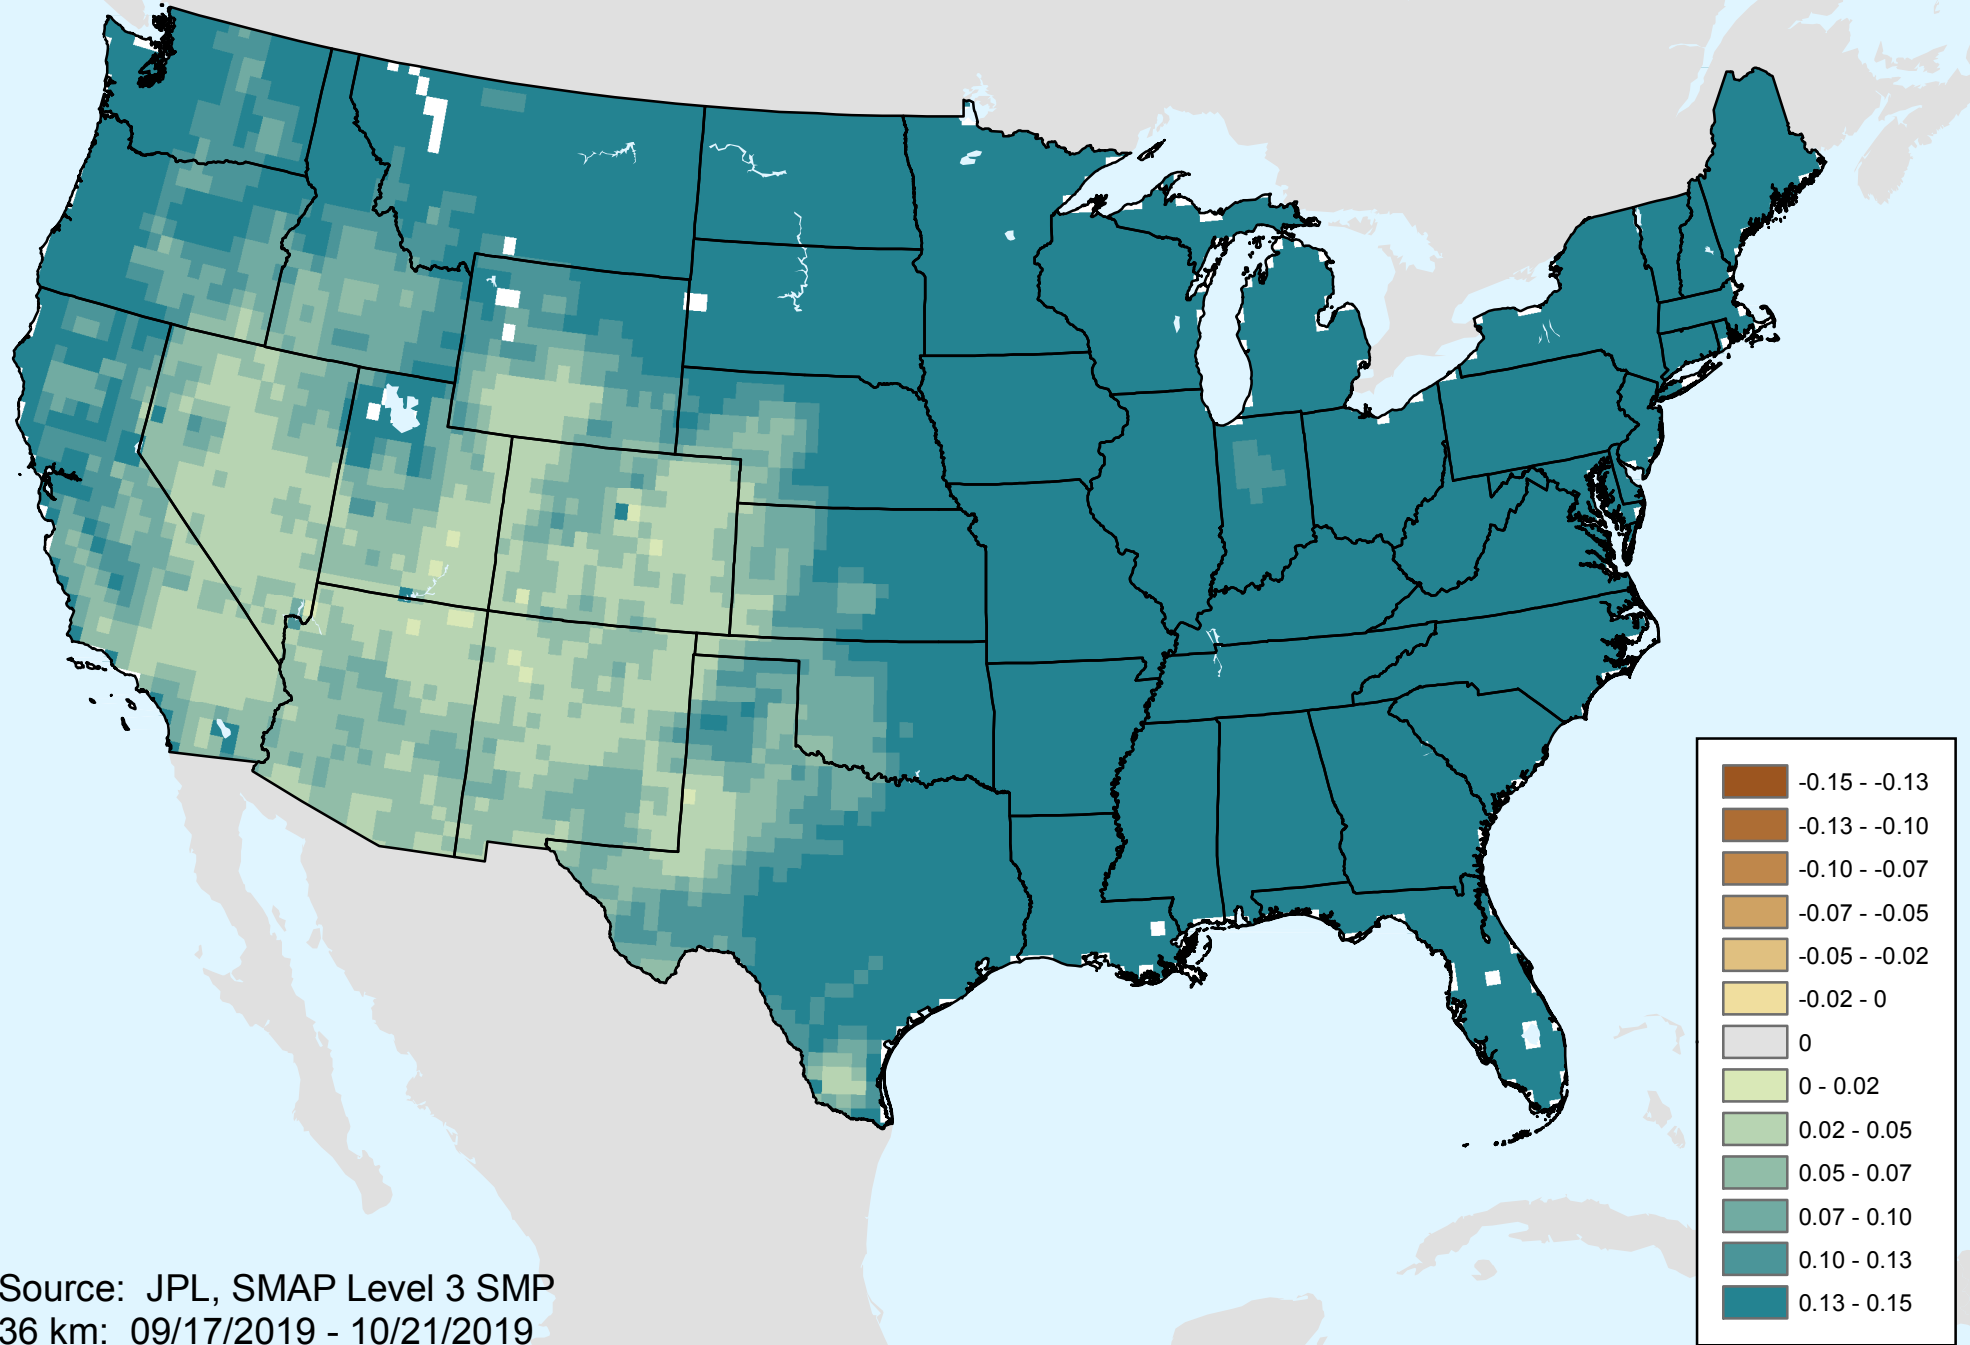 -0.15 - -0.13
-0.13 - -0.10
-0.10 - -0.07
-0.07 - -0.05
-0.05 - -0.02
-0.02 - 0
0
0 - 0.02
0.02 - 0.05
0.05 - 0.07
0.07 - 0.10
0.10 - 0.13
0.13 - 0.15
Source: JPL, SMAP Level 3 SMP
36 km: 09/17/2019 - 10/21/2019